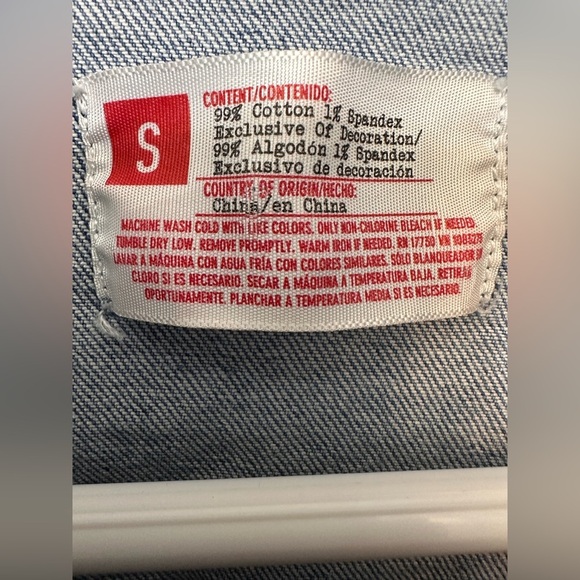 S
CONTENT/CONTENIDO:
99% Cotton 1% Spandex
Exclusive Of Decoration/
99% Algodón 1% Spandex
Exclusivo de decoración
COUNTRY OF ORIGIN/HECHO:
China/en China
MACHINE WASH COLD WITH LIKE COLORS. ONLY NON-CHLORINE BLEACH IF NEEDED.
TUMBLE DRY LOW. REMOVE PROMPTLY. WARM IRON IF NEEDED. RN 17730 VN
LAVAR A MÁQUINA CON AGUA FRÍA CON COLORES SIMILARES. SÓLO BLANQUEADOR
CLORO SI ES NECESARIO. SECAR A MÁQUINA A TEMPERATURA BAJA. RETIRAR
OPORTUNAMENTE. PLANCHAR A TEMPERATURA MEDIA SI ES NECESARIO.